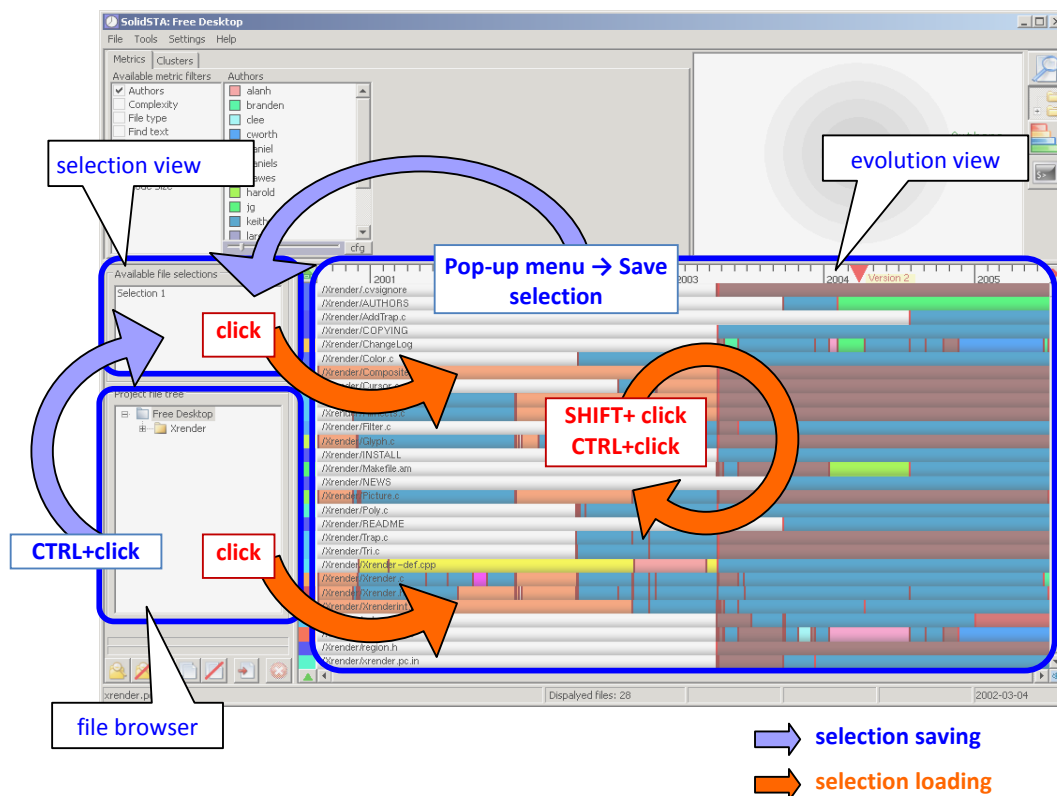 SolidSTA: Free Desktop
File Tools Settings Help
Metrics Clusters
Available metric filters Authors
Authors
Complexity
File type
Find text
alanh
branden
clee
cworth
harold
jg
cfg
selection view
evolution view
Available file selections
Selection 1
Pop-up menu → Save
selection
2001
2004
Version 2
2005
click
/Xrender/.cvsignore
/Xrender/AUTHORS
/Xrender/AddTrap.c
/Xrender/COPYING
/Xrender/ChangeLog
/Xrender/Color.c
/Xrender/Filter.c
/Xrender/Glyph.c
/Xrender/INSTALL
/Xrender/Makefile.am
/Xrender/NEWS
/Xrender/Picture.c
/Xrender/Poly.c
/Xrender/README
/Xrender/Trap.c
/Xrender/Tri.c
/Xrender/Xrender-def.cpp
/Xrender/Xrender.c
/Xrender/region.h
/Xrender/xrender.pc.in
SHIFT+ click
CTRL+click
Project file tree
Free Desktop
Xrender
CTRL+click
click
file browser
Dispalyed files: 28
2002-03-04
selection saving
selection loading